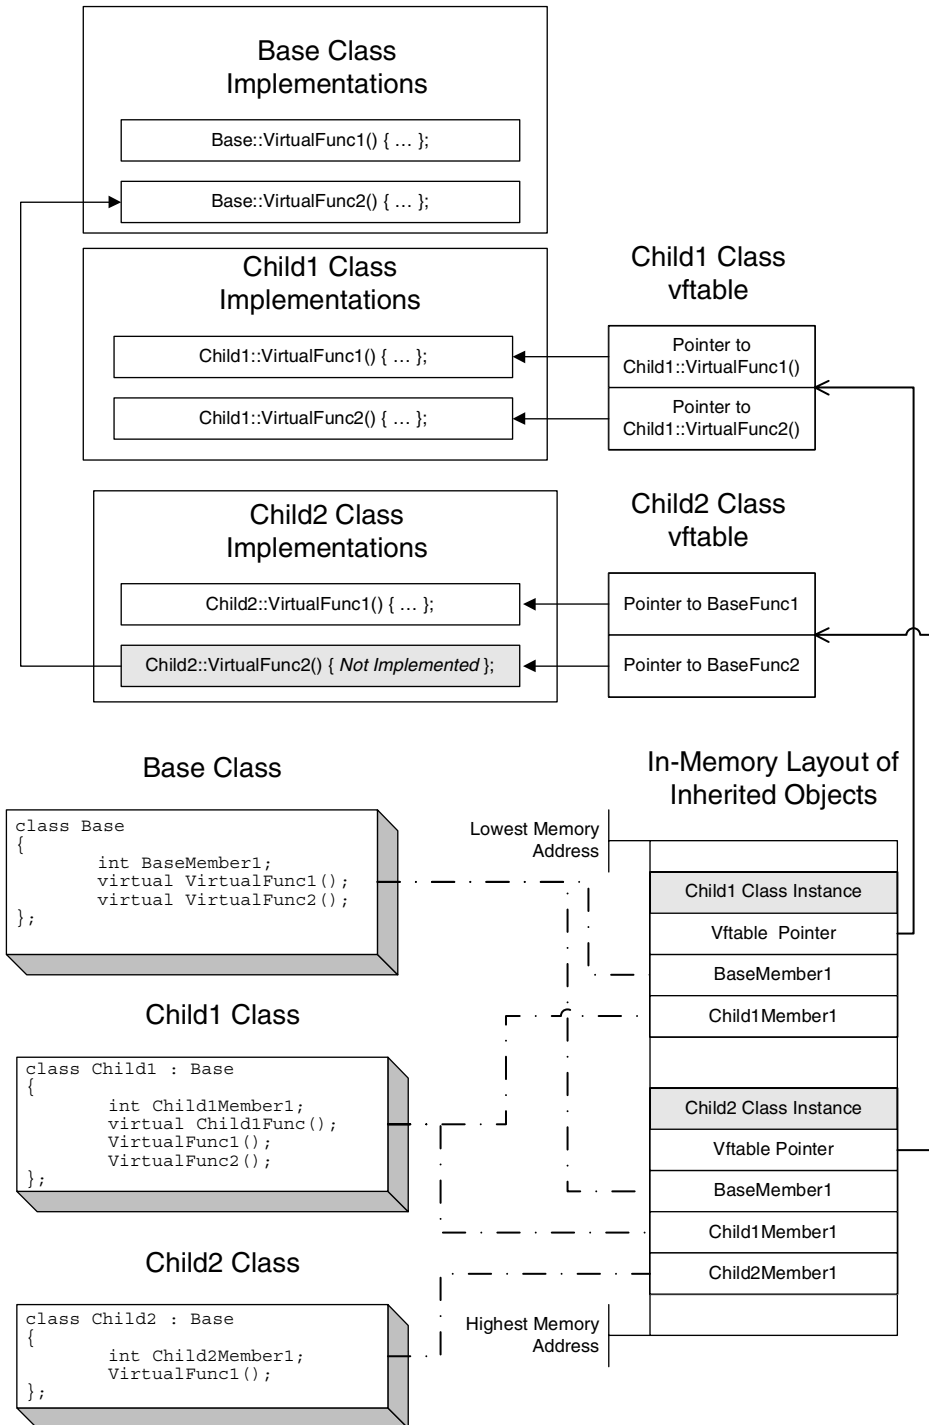 Base Class
Implementations
Base::VirtualFunc1() { … };
Base::VirtualFunc2() { … };
Child1 Class
Implementations
Child1::VirtualFunc1() { … };
Child1::VirtualFunc2() { … };
Child1 Class
vftable
Pointer to
Child1::VirtualFunc1()
Pointer to
Child1::VirtualFunc2()
Child2 Class
Implementations
Child2::VirtualFunc1() { … };
Child2::VirtualFunc2() { Not Implemented };
Child2 Class
vftable
Pointer to BaseFunc1
Pointer to BaseFunc2
Base Class
class Base
{
int BaseMember1;
virtual VirtualFunc1();
virtual VirtualFunc2();
};
Child1 Class
class Child1 : Base
{
int Child1Member1;
virtual Child1Func();
VirtualFunc1();
VirtualFunc2();
};
Child2 Class
class Child2 : Base
{
int Child2Member1;
VirtualFunc1();
};
In-Memory Layout of
Inherited Objects
Lowest Memory
Address
Child1 Class Instance
Vftable Pointer
BaseMember1
Child1Member1
Child2 Class Instance
Vftable Pointer
BaseMember1
Child1Member1
Child2Member1
Highest Memory
Address